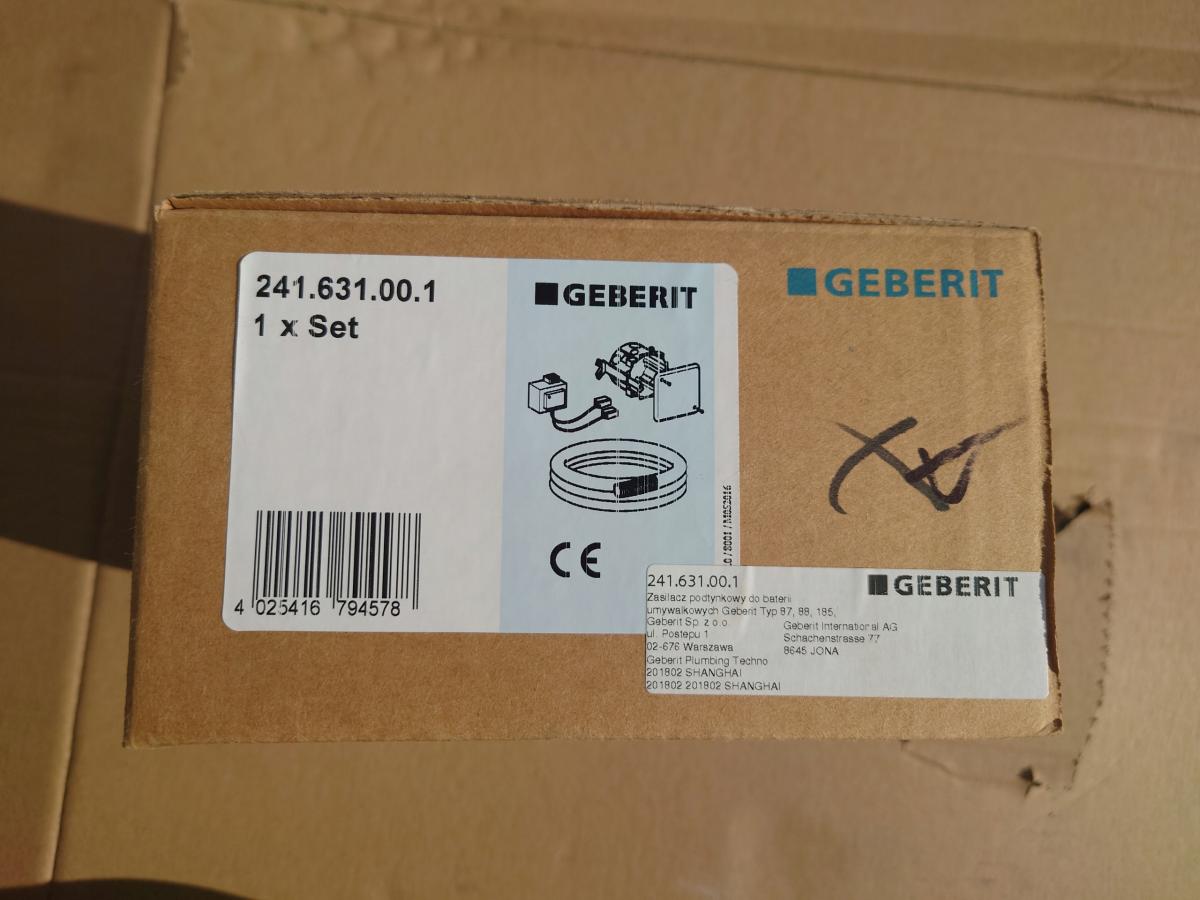 241.631.00.1
1 x Set
GEBERIT
GEBERIT
CE
4 025416 794578
241.631.00.1
GEBERIT
Zasilacz podtynkowy do baterii
umywalkowych Geberit Typ 87, 88, 185,
Geberit Sp. z o.o.
ul. Postępu 1
02-676 Warszawa
Geberit International AG
Schachenstrasse 77
8645 JONA
Geberit Plumbing Techno
201802 SHANGHAI
201802 201802 SHANGHAI